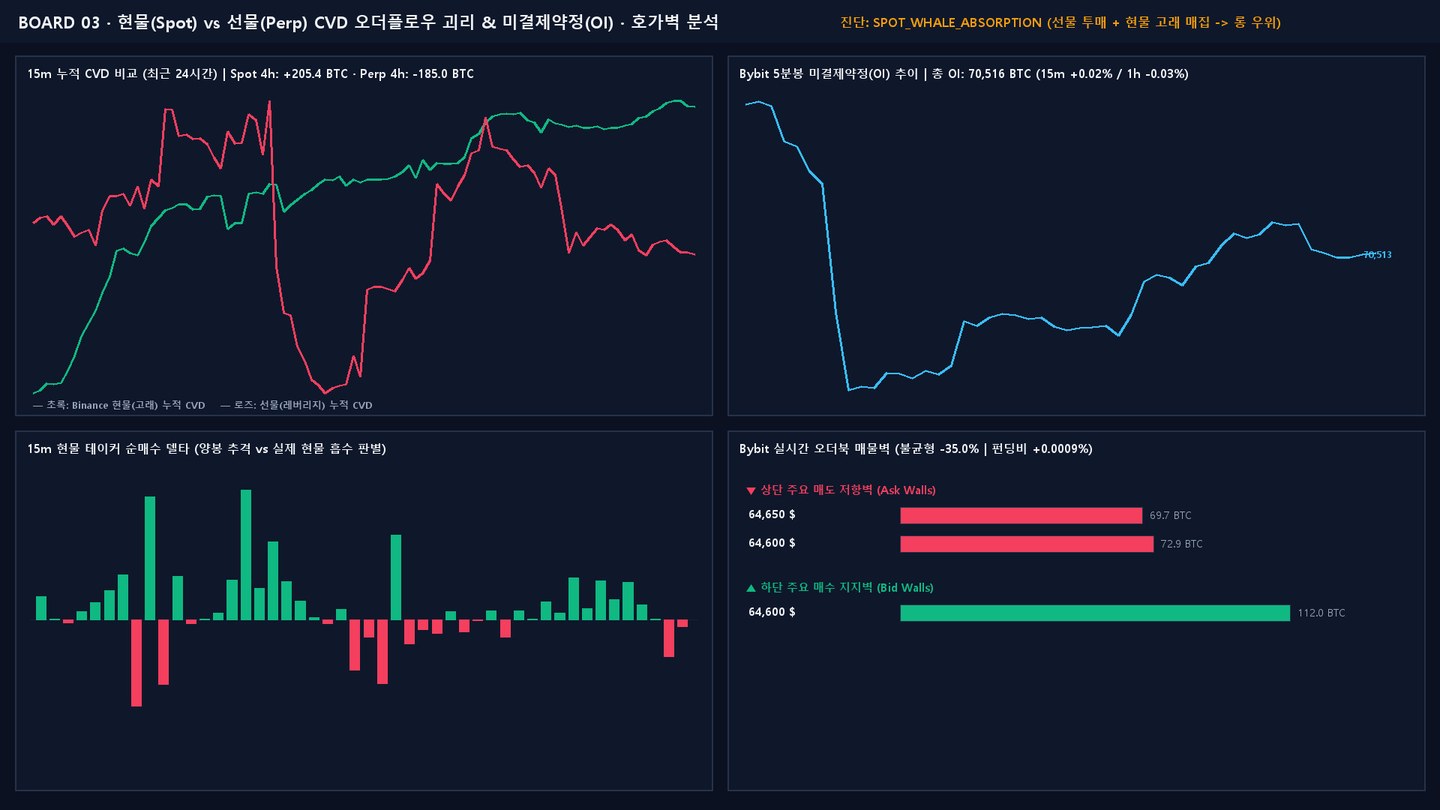 BOARD 03 · 현물(Spot) vs 선물(Perp) CVD 오더플로우 괴리 & 미결제약정(OI) · 호가벽 분석
진단: SPOT_WHALE_ABSORPTION (선물 투매 + 현물 고래 매집 -> 롱 우위)
15m 누적 CVD 비교 (최근 24시간) | Spot 4h: +205.4 BTC · Perp 4h: -185.0 BTC
— 초록: Binance 현물(고래) 누적 CVD — 로즈: 선물(레버리지) 누적 CVD
Bybit 5분봉 미결제약정(OI) 추이 | 총 OI: 70,516 BTC (15m +0.02% / 1h -0.03%)
70,513
15m 현물 테이커 순매수 델타 (양봉 추격 vs 실제 현물 흡수 판별)
Bybit 실시간 오더북 매물벽 (불균형 -35.0% | 펀딩비 +0.0009%)
▼ 상단 주요 매도 저항벽 (Ask Walls)
64,650 $ 69.7 BTC
64,600 $ 72.9 BTC
▲ 하단 주요 매수 지지벽 (Bid Walls)
64,600 $ 112.0 BTC